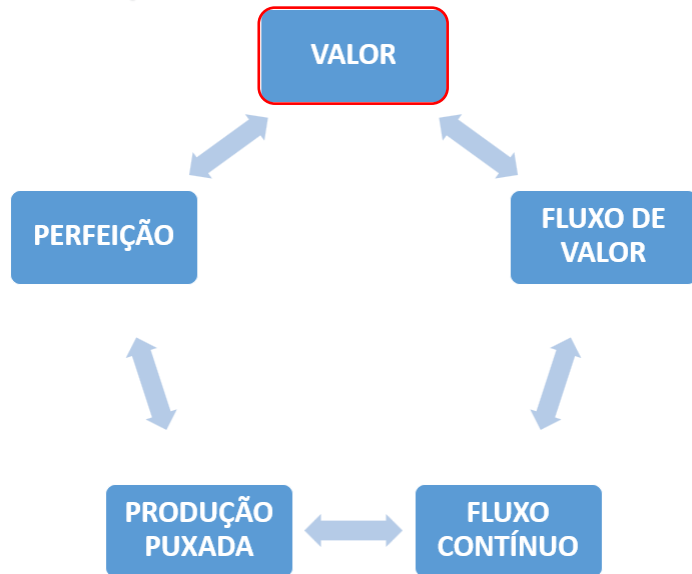 VALOR
PERFEIÇÃO
FLUXO DE
VALOR
PRODUÇÃO
PUXADA
FLUXO
CONTÍNUO